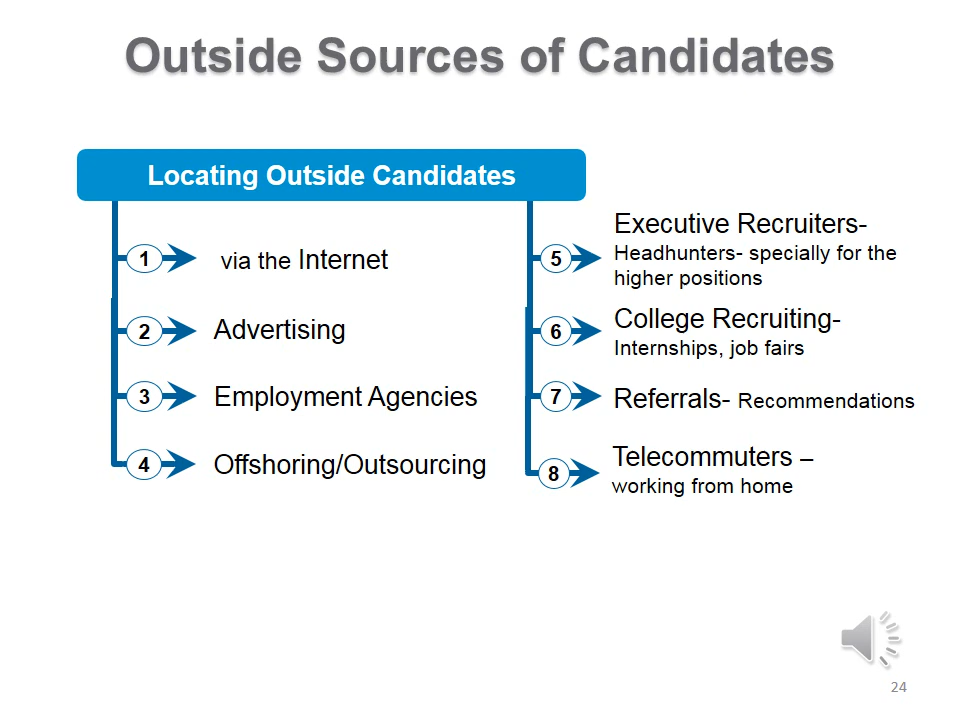 Outside Sources of Candidates
Locating Outside Candidates
1 via the Internet
2 Advertising
3 Employment Agencies
4 Offshoring/Outsourcing
5 Executive Recruiters-
Headhunters- specially for the
higher positions
6 College Recruiting-
Internships, job fairs
7 Referrals- Recommendations
8 Telecommuters –
working from home
24